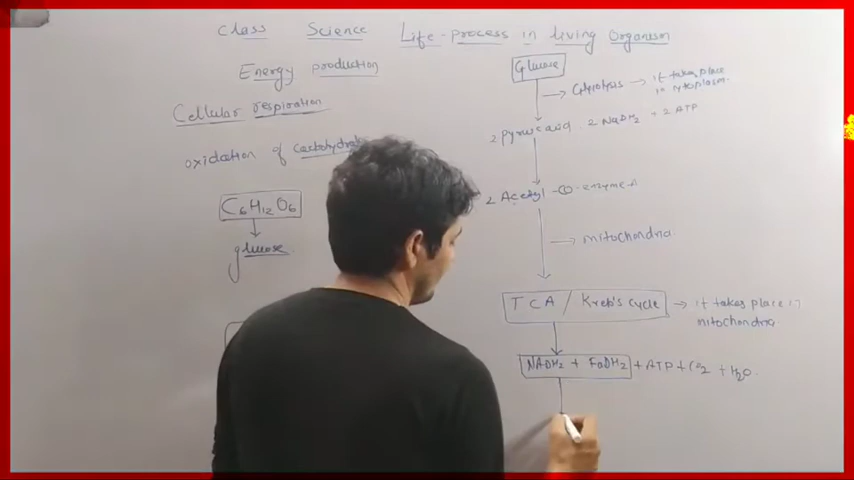 Class Science Life-process in living Organism
Energy production
Cellular respiration
oxidation of Carbohydrate
C6H12O6
glucose
Glucose
Glycolysis → it takes place
in cytoplasm
2 pyruvic acid 2 NaDH2 + 2 ATP
2 Acetyl-Co-enzyme-A
mitochondria
TCA / Kreb's cycle → it takes place in
mitochondria
NADH2 + FaDH2 + ATP + CO2 + H2O.